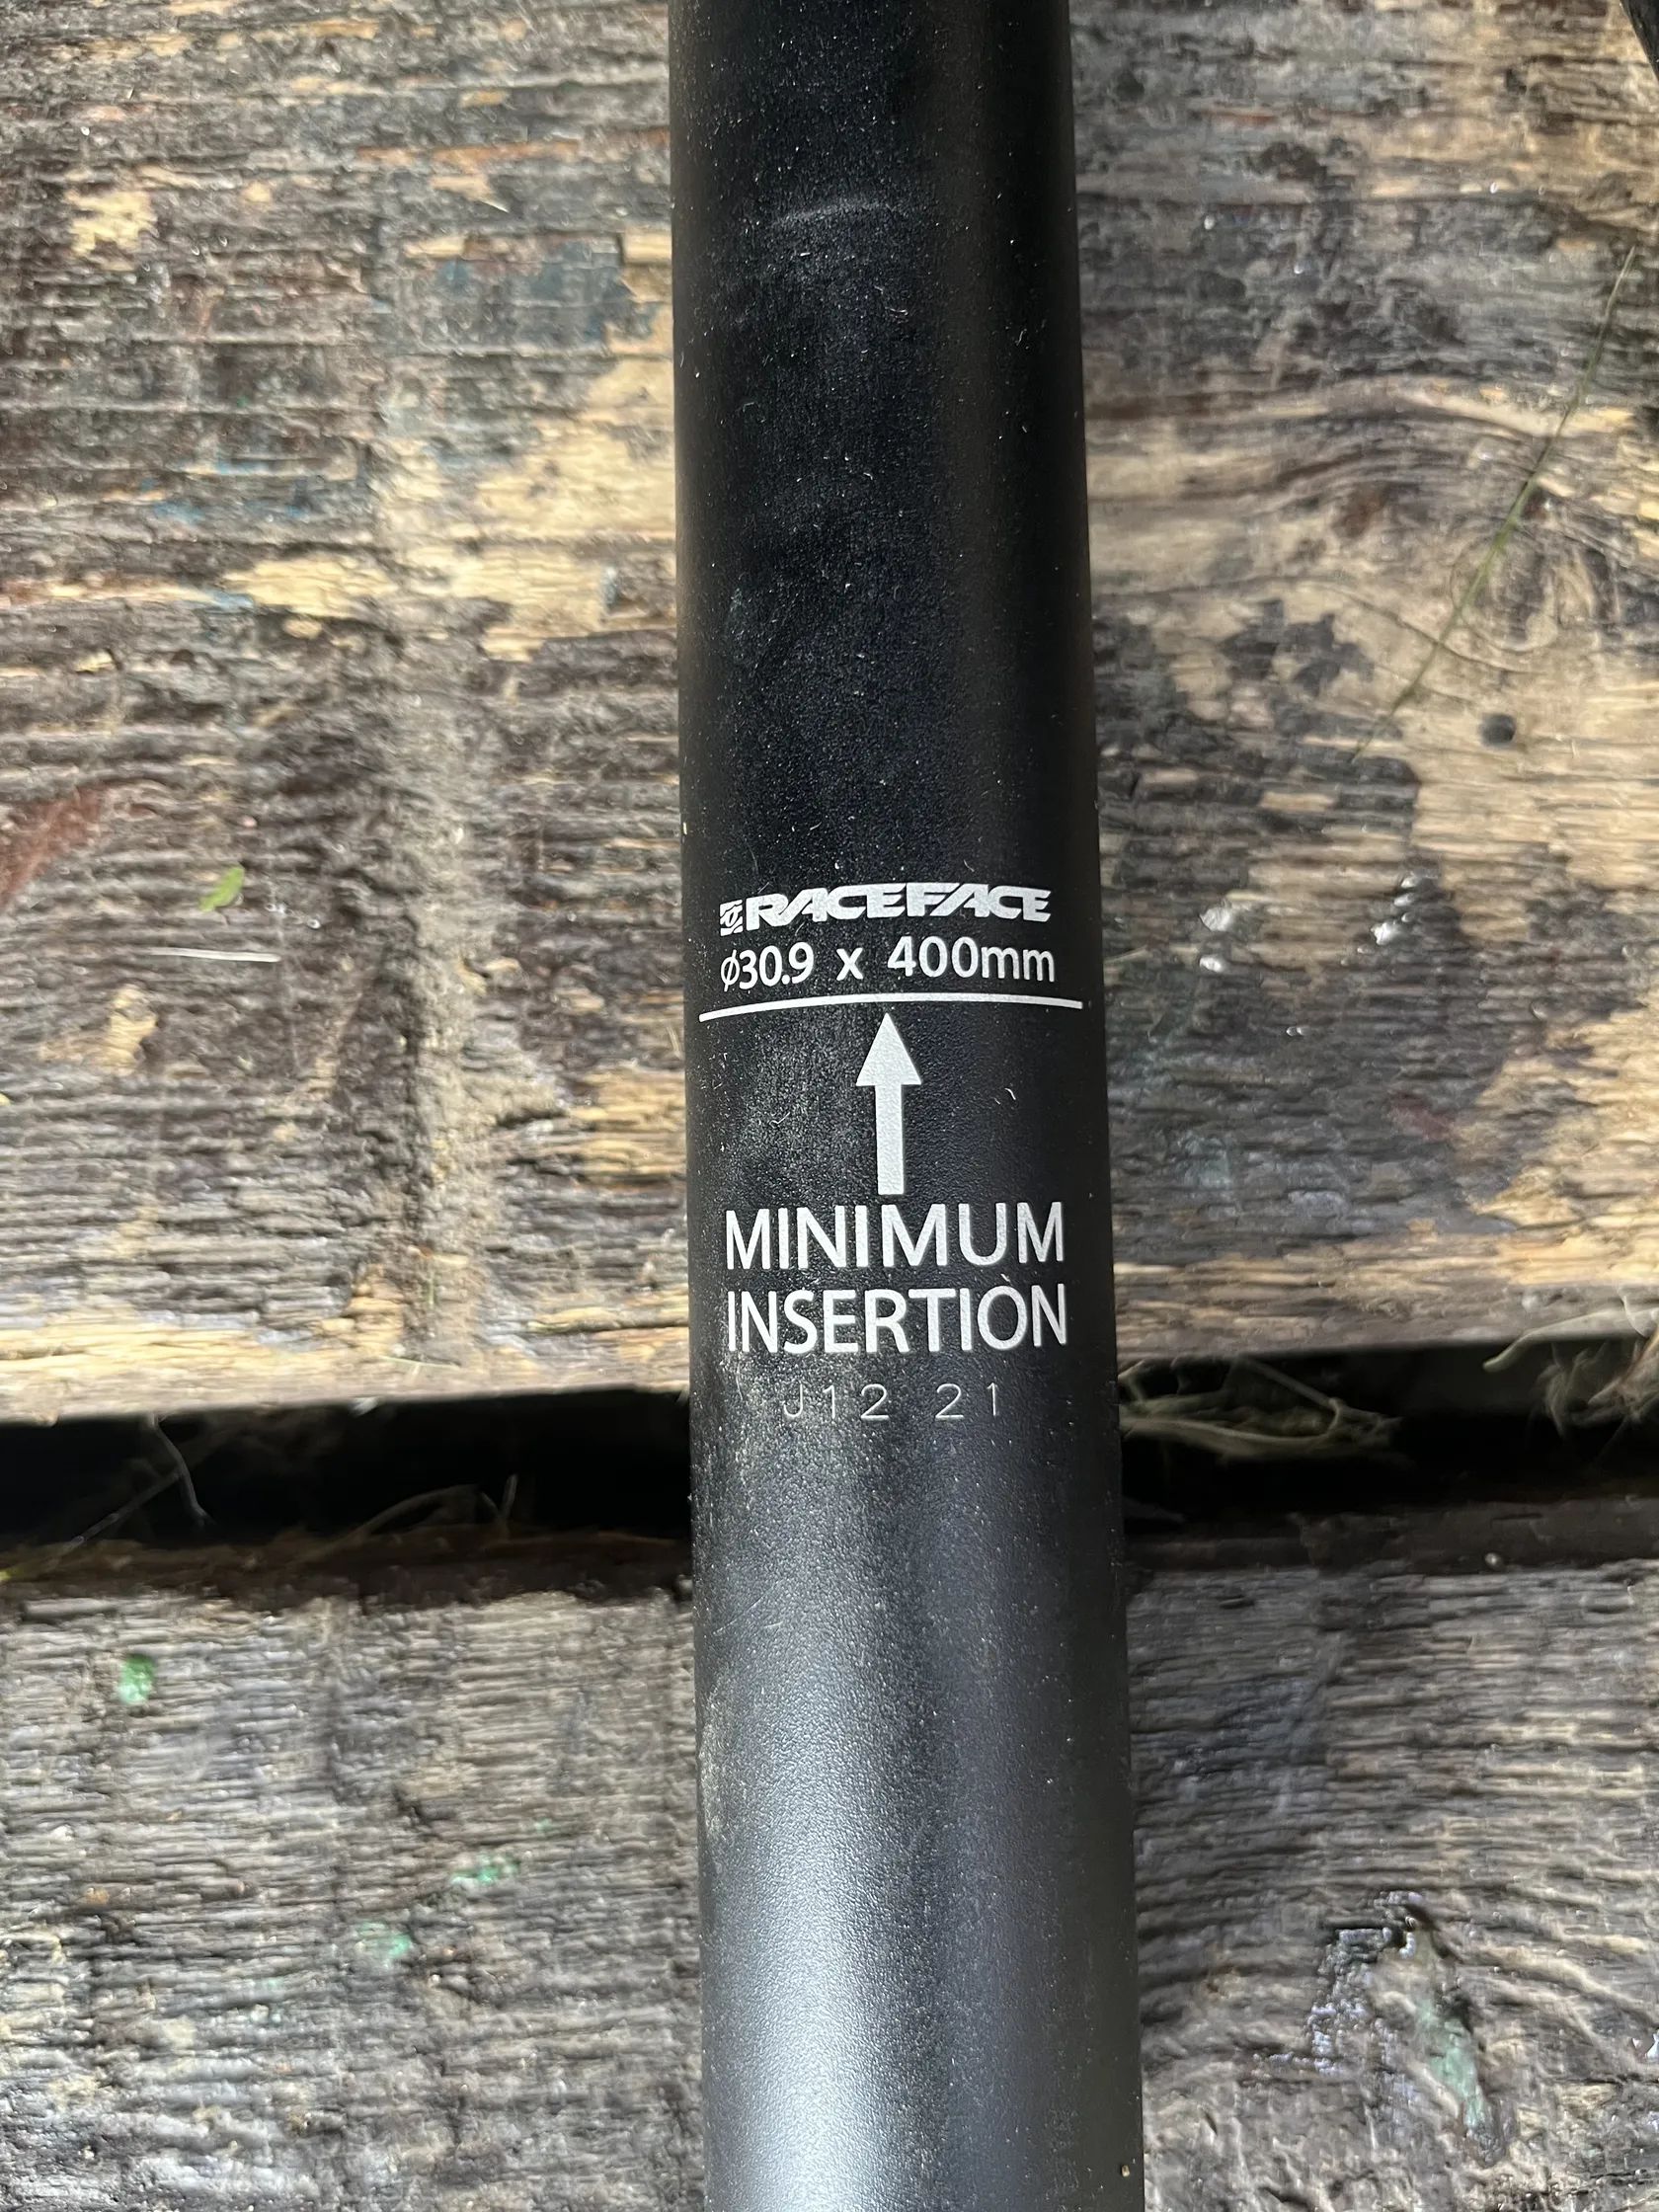 RACEFACE
Ø30.9 x 400mm
MINIMUM
INSERTION
J12 21